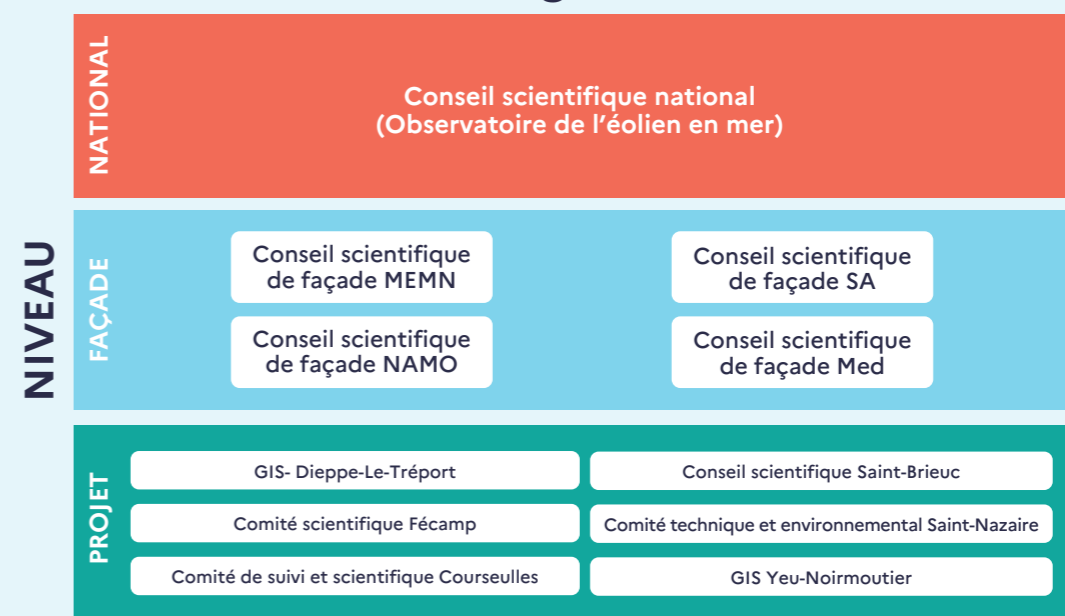 NIVEAU
NATIONAL
Conseil scientifique national
(Observatoire de l'éolien en mer)
FAÇADE
Conseil scientifique
de façade MEMN
Conseil scientifique
de façade SA
Conseil scientifique
de façade NAMO
Conseil scientifique
de façade Med
PROJET
GIS- Dieppe-Le-Tréport
Conseil scientifique Saint-Brieuc
Comité scientifique Fécamp
Comité technique et environnemental Saint-Nazaire
Comité de suivi et scientifique Courseulles
GIS Yeu-Noirmoutier